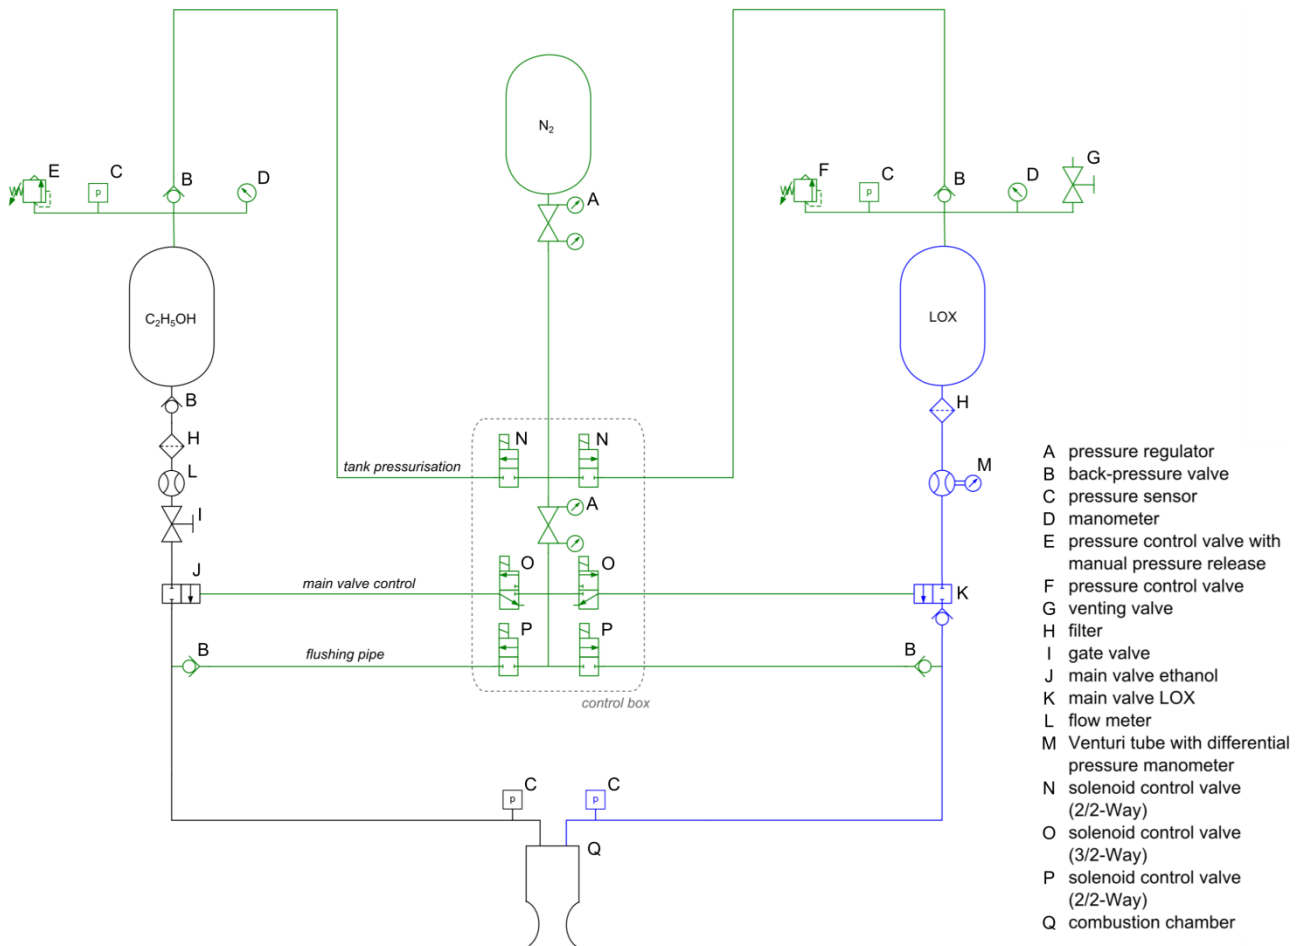 E
C
B
D
N₂
A
F
C
B
D
G
C₂H₅OH
LOX
B
H
H
L
N
N
M
tank pressurisation
I
A
J
O
O
main valve control
K
B
P
P
B
flushing pipe
control box
C
C
Q
A pressure regulator
B back-pressure valve
C pressure sensor
D manometer
E pressure control valve with
manual pressure release
F pressure control valve
G venting valve
H filter
I gate valve
J main valve ethanol
K main valve LOX
L flow meter
M Venturi tube with differential
pressure manometer
N solenoid control valve
(2/2-Way)
O solenoid control valve
(3/2-Way)
P solenoid control valve
(2/2-Way)
Q combustion chamber
p
p
p
p